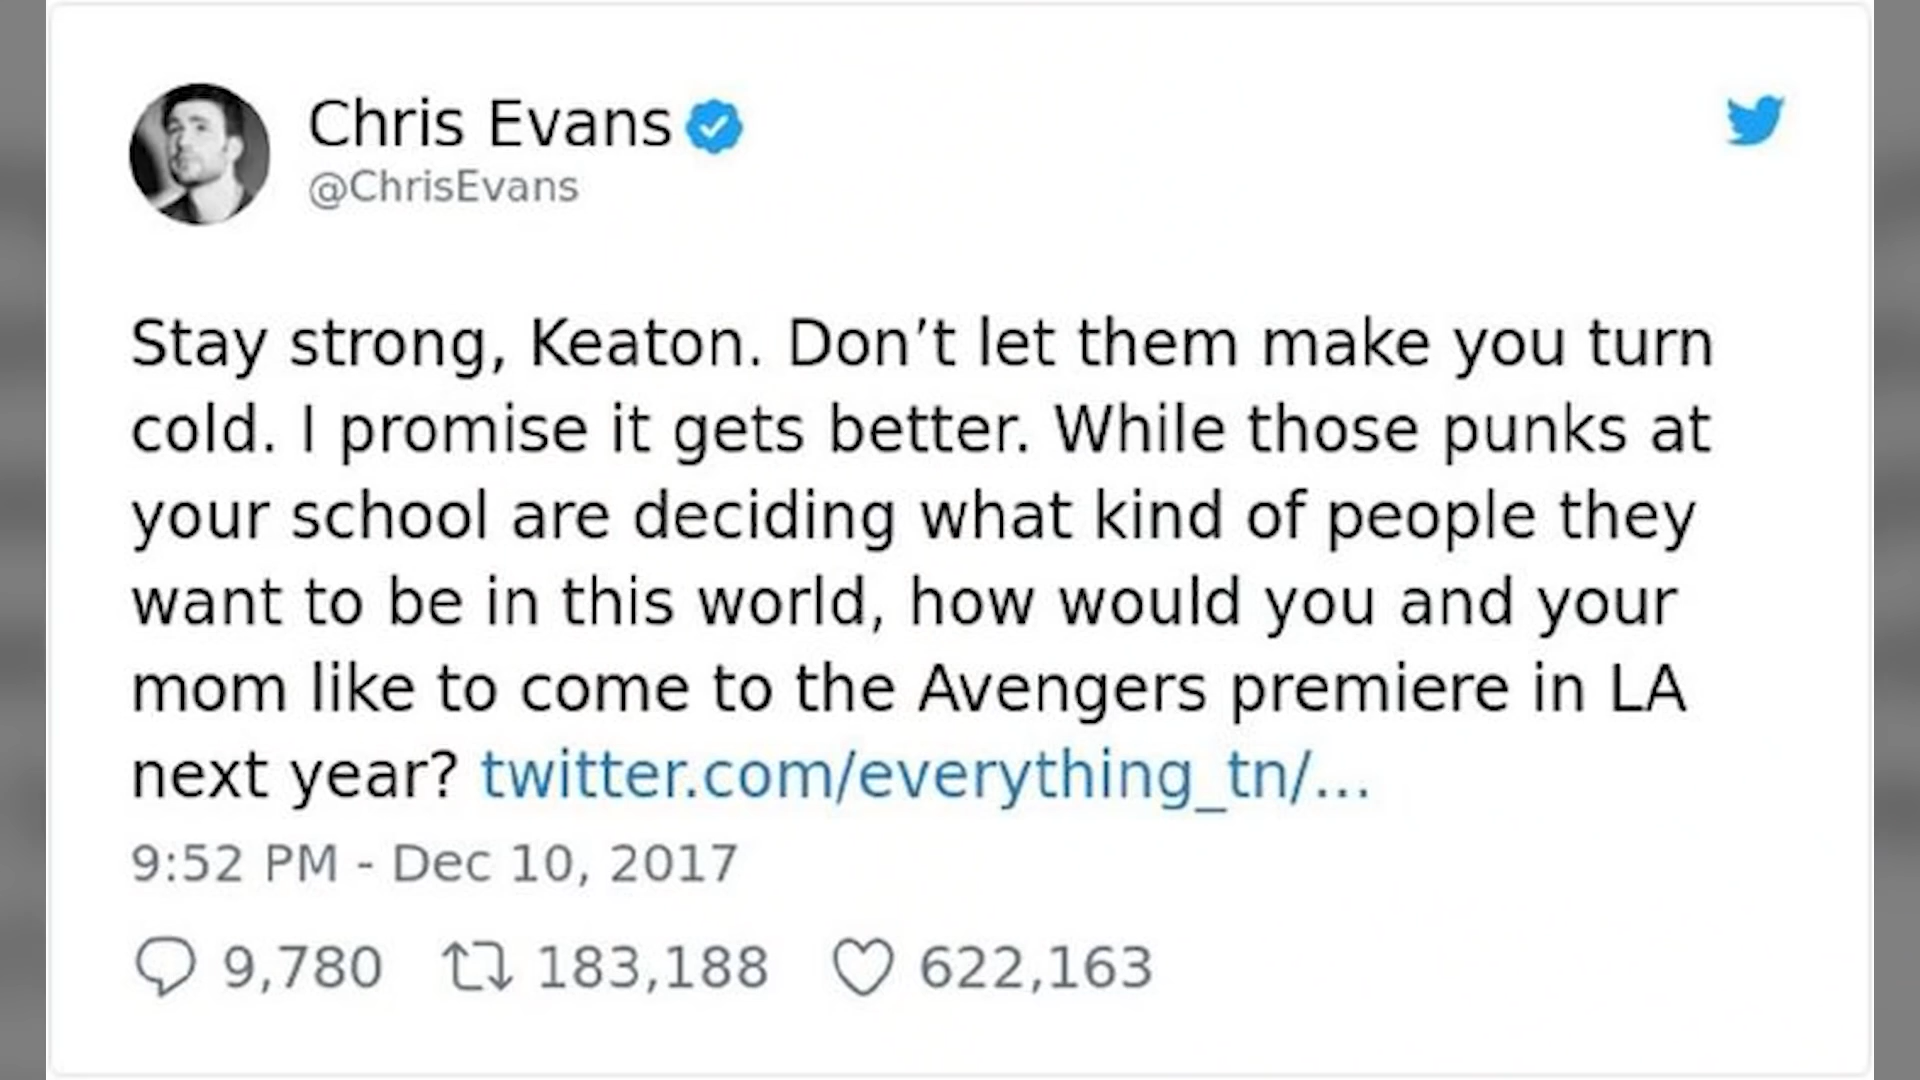 Chris Evans
@ChrisEvans
Stay strong, Keaton. Don’t let them make you turn
cold. I promise it gets better. While those punks at
your school are deciding what kind of people they
want to be in this world, how would you and your
mom like to come to the Avengers premiere in LA
next year? twitter.com/everything_tn/...
9:52 PM - Dec 10, 2017
9,780 183,188 622,163